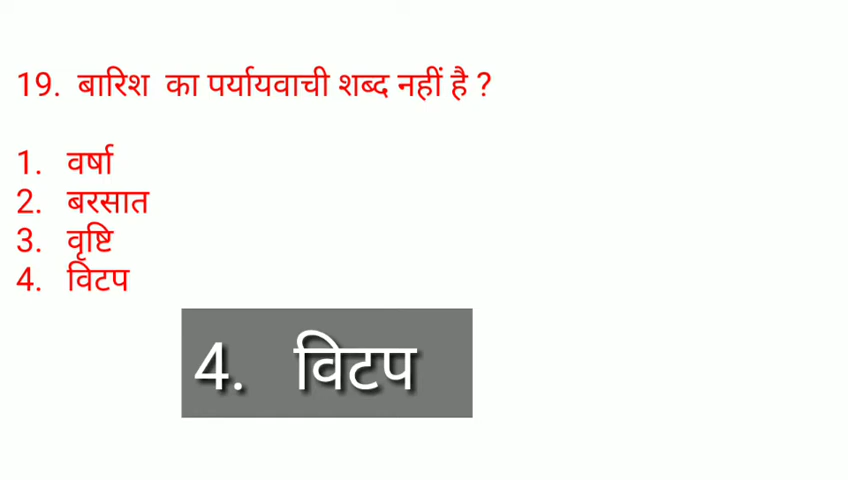 19. बारिश का पर्यायवाची शब्द नहीं है ?
1. वर्षा
2. बरसात
3. वृष्टि
4. विटप
4. विटप